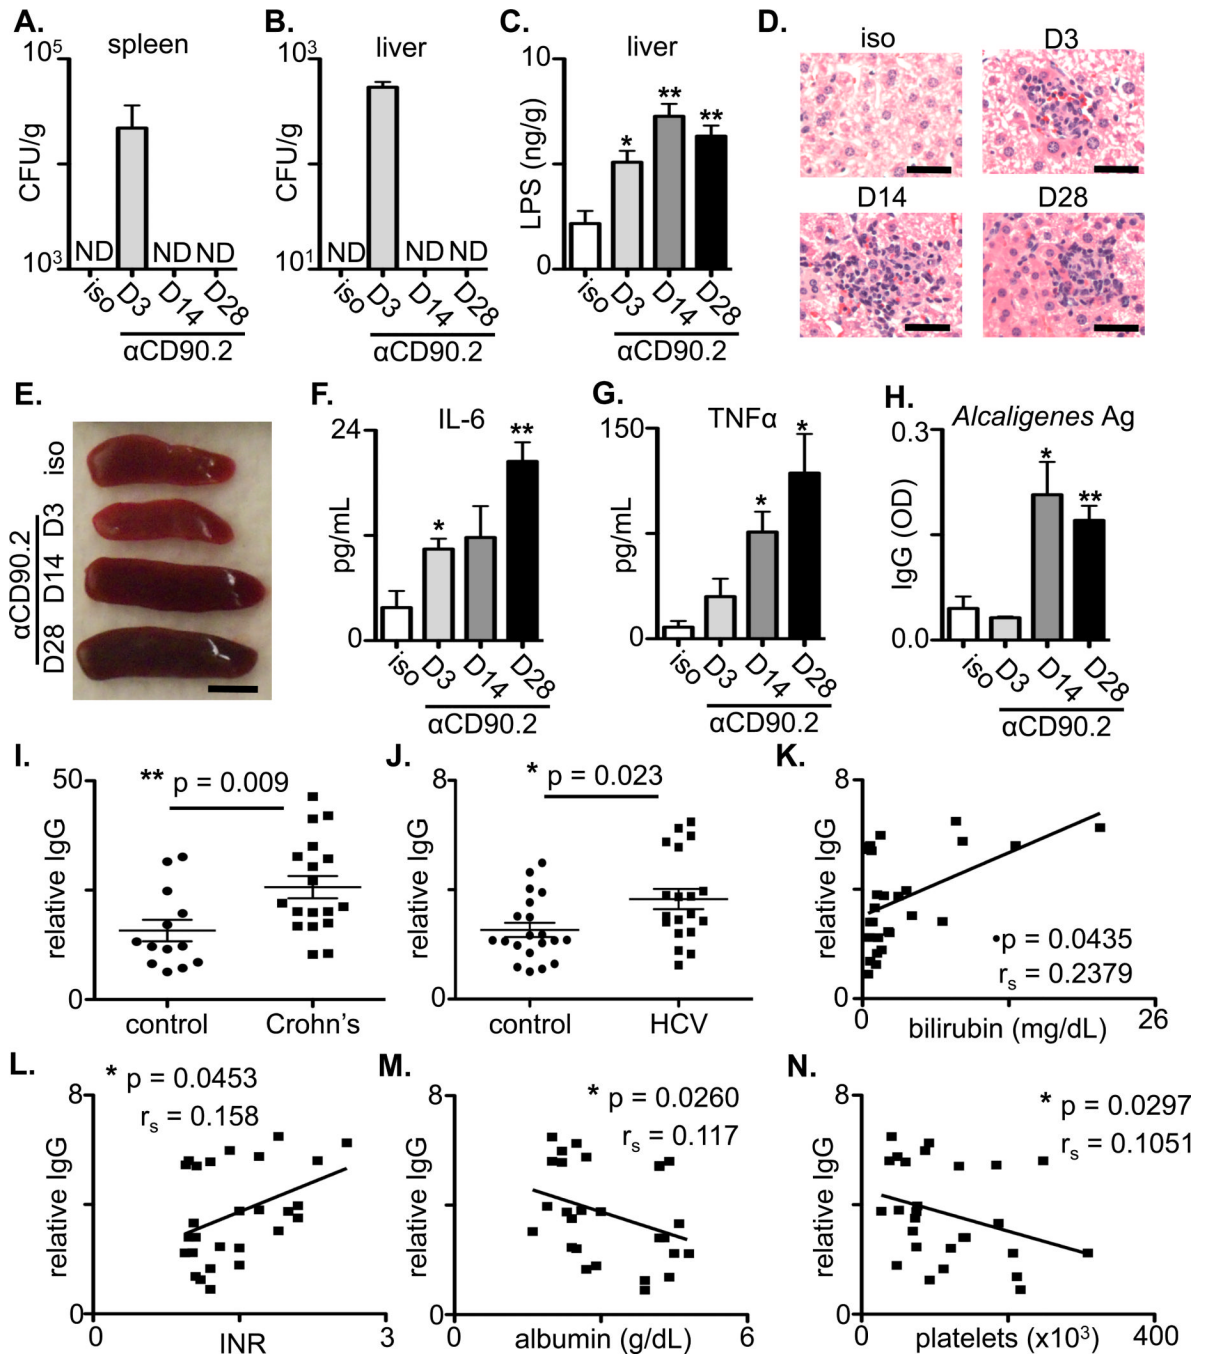 A.
spleen
10⁵
CFU/g
10³
ND
ND
ND
iso
D3
D14
D28
αCD90.2
B.
liver
10³
CFU/g
10¹
ND
ND
ND
iso
D3
D14
D28
αCD90.2
C.
liver
10
LPS (ng/g)
0
*
**
**
iso
D3
D14
D28
αCD90.2
D.
iso
D3
D14
D28
E.
iso
D3
D14
D28
αCD90.2
F.
IL-6
24
pg/mL
0
*
**
iso
D3
D14
D28
αCD90.2
G.
TNFα
150
pg/mL
0
*
*
iso
D3
D14
D28
αCD90.2
H.
Alcaligenes Ag
0.3
IgG (OD)
0.0
*
**
iso
D3
D14
D28
αCD90.2
I.
** p = 0.009
50
relative IgG
0
control
Crohn's
J.
* p = 0.023
8
relative IgG
0
control
HCV
K.
8
relative IgG
0
•p = 0.0435
rₛ = 0.2379
0
26
bilirubin (mg/dL)
L.
* p = 0.0453
rₛ = 0.158
8
relative IgG
0
0
3
INR
M.
* p = 0.0260
rₛ = 0.117
8
relative IgG
0
0
6
albumin (g/dL)
N.
* p = 0.0297
rₛ = 0.1051
8
relative IgG
0
0
400
platelets (x10³)